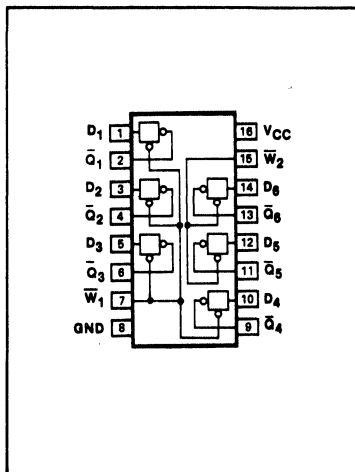 D1 1
Q̄1 2
D2 3
Q̄2 4
D3 5
Q̄3 6
W̄1 7
GND 8
16 VCC
15 W̄2
14 D6
13 Q̄6
12 D5
11 Q̄5
10 D4
9 Q̄4